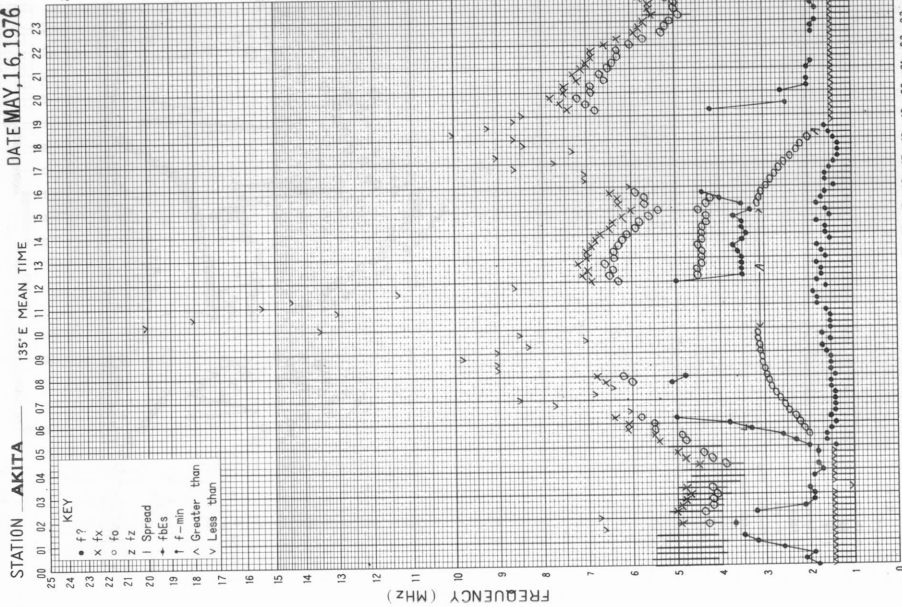 STATION AKITA 135°E MEAN TIME DATE MAY,16,1976
00 01 02 03 04 05 06 07 08 09 10 11 12 13 14 15 16 17 18 19 20 21 22 23
KEY
• f?
× fx
○ fo
z fz
| Spread
fbEs
↑ f-min
^ Greater than
v Less than
FREQUENCY (MHz)
25
24
23
22
21
20
19
18
17
16
15
14
13
12
11
10
9
8
7
6
5
4
3
2
1
0